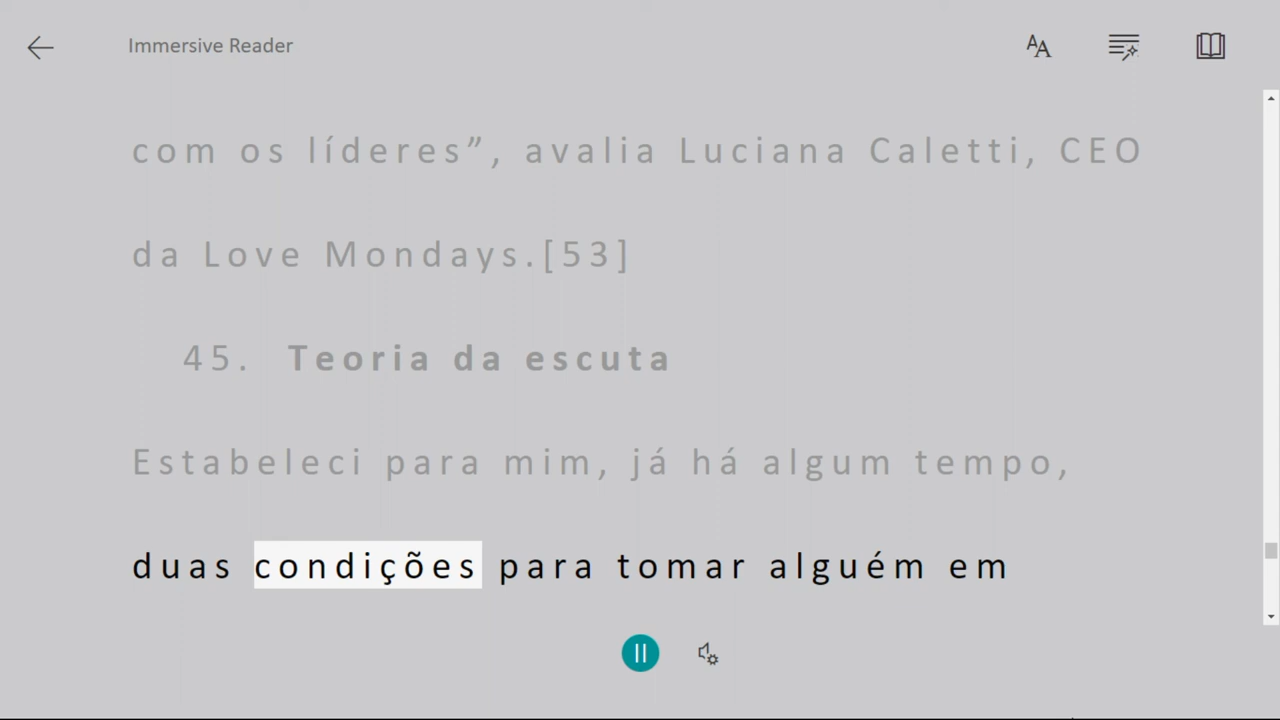 Immersive Reader
com os líderes”, avalia Luciana Caletti, CEO
da Love Mondays.[53]
45. Teoria da escuta
Estabeleci para mim, já há algum tempo,
duas condições para tomar alguém em